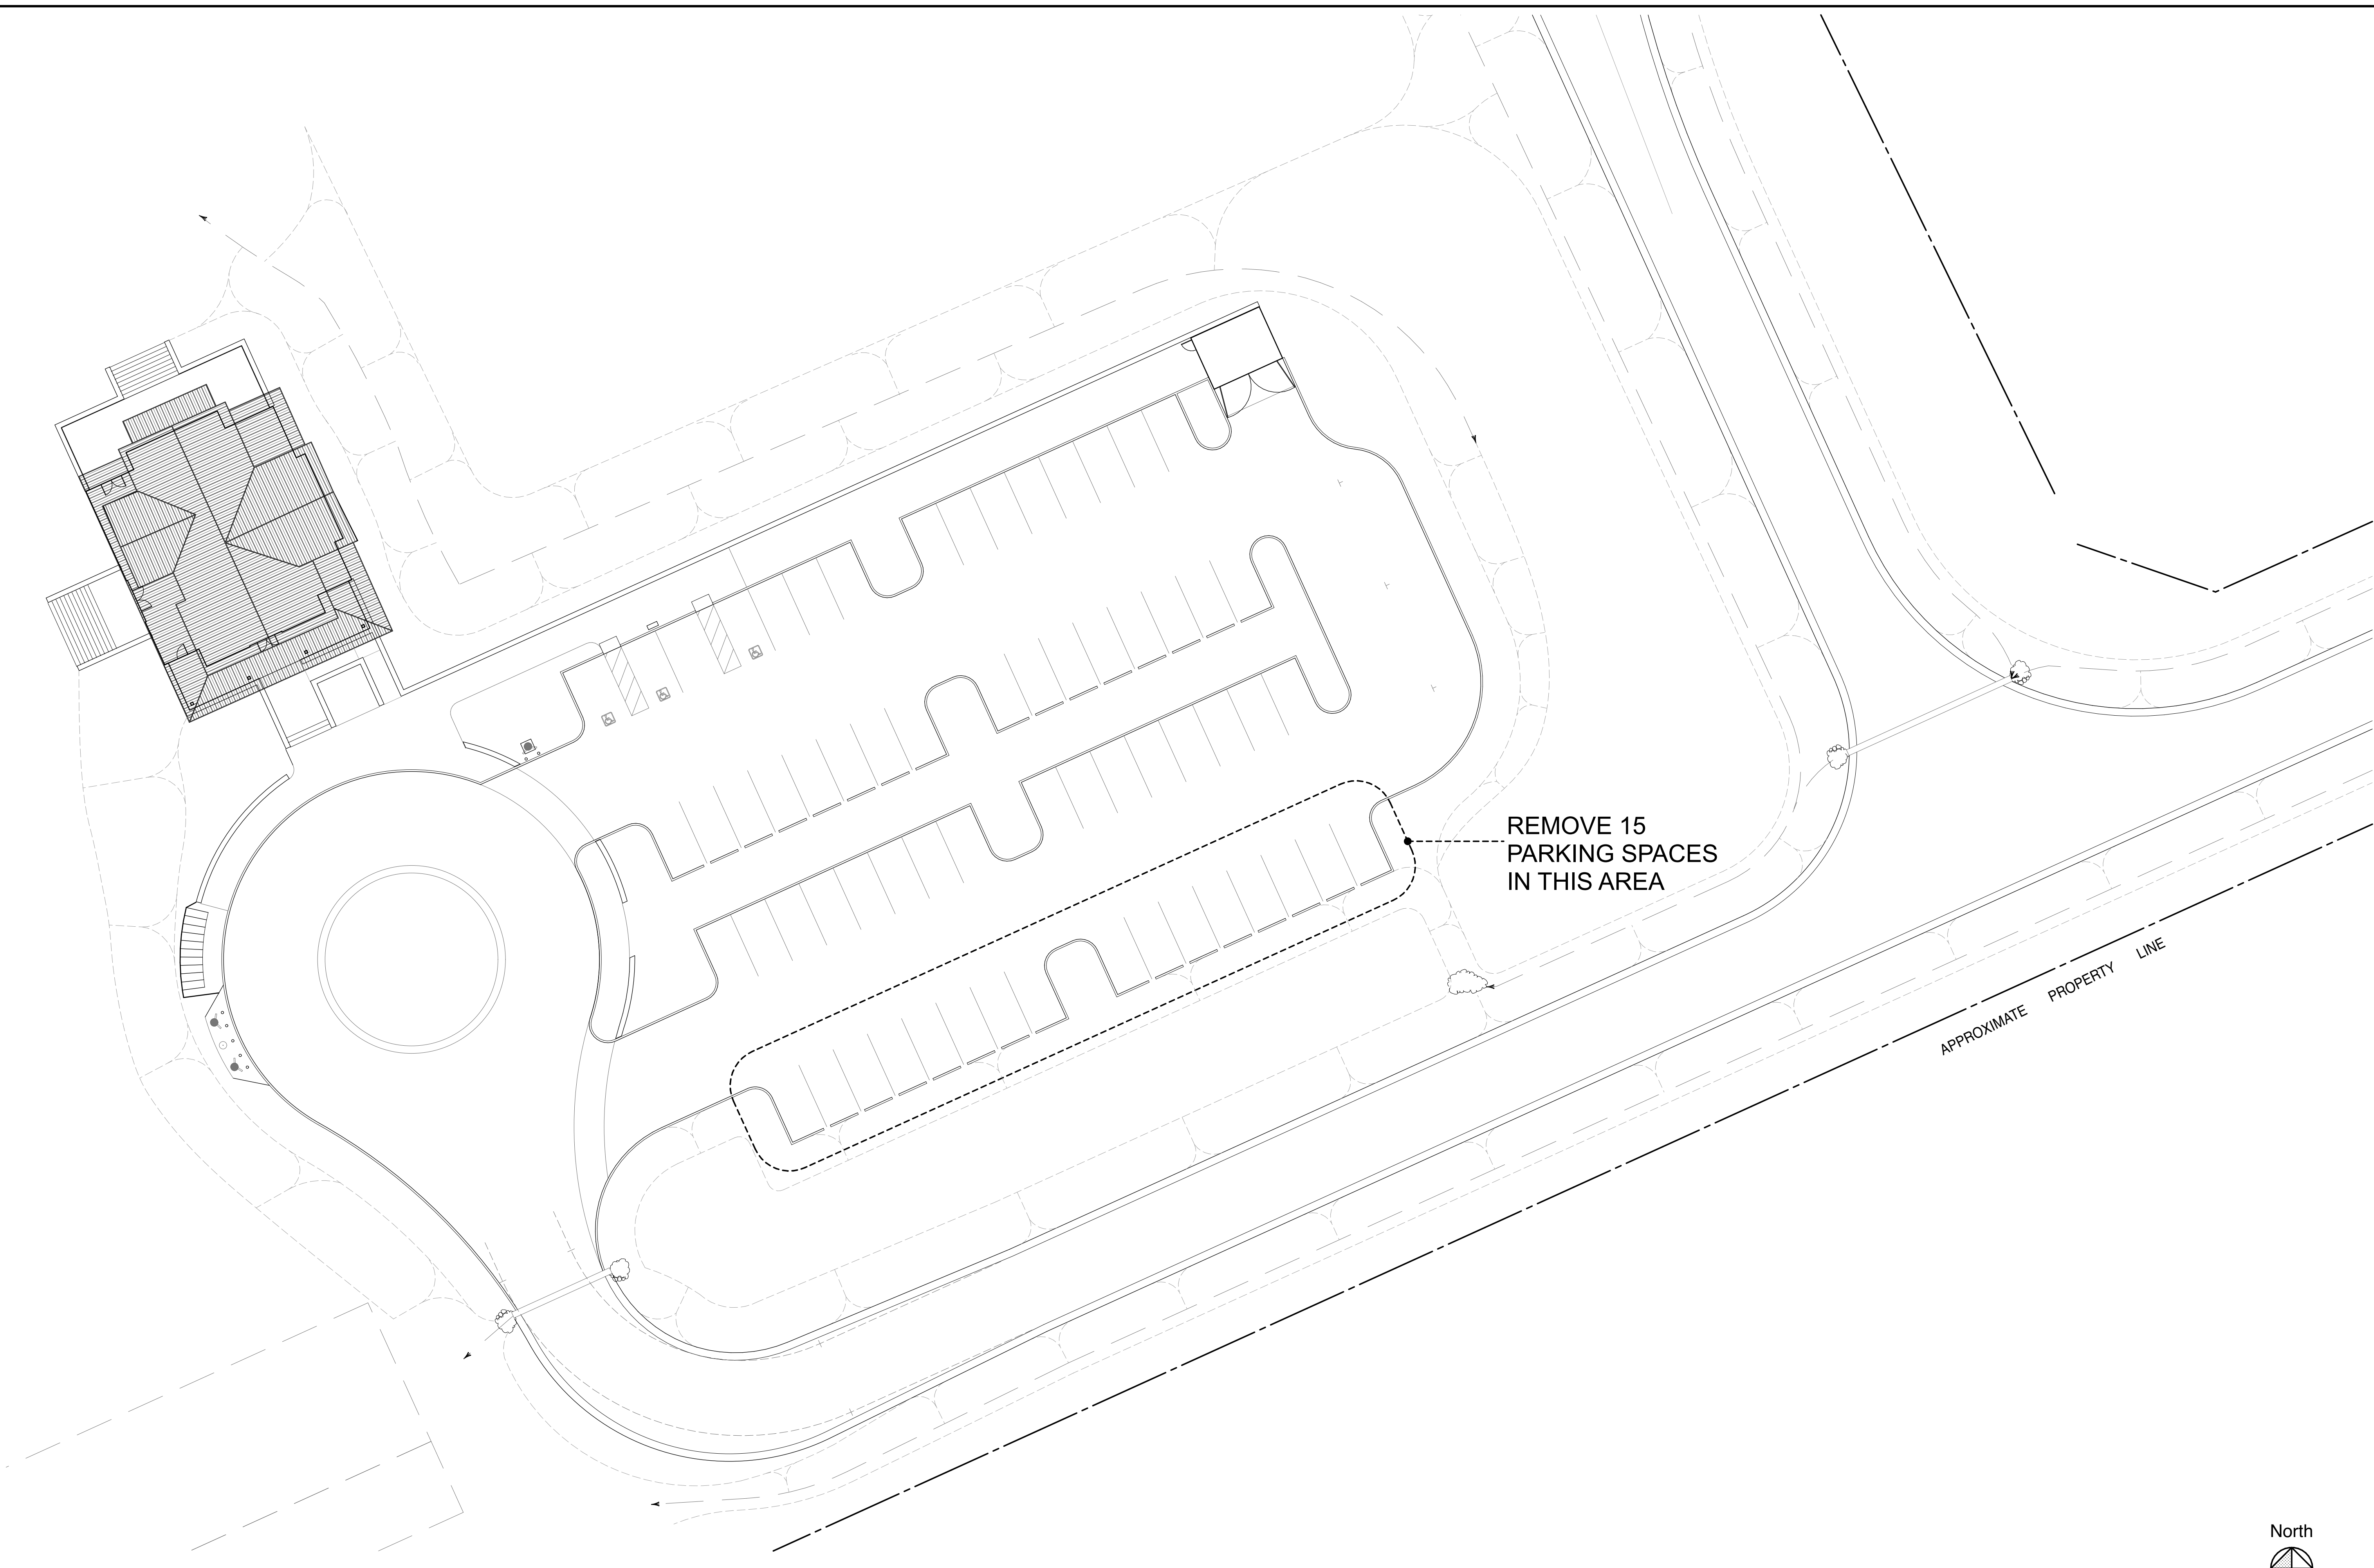 REMOVE 15
PARKING SPACES
IN THIS AREA
APPROXIMATE PROPERTY LINE
North